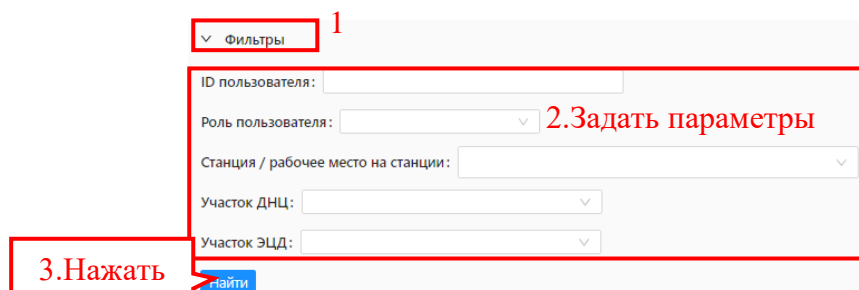 Фильтры 1
ID пользователя:
Роль пользователя: 2.Задать параметры
Станция / рабочее место на станции:
Участок ДНЦ:
Участок ЭЦД:
3.Нажать Найти